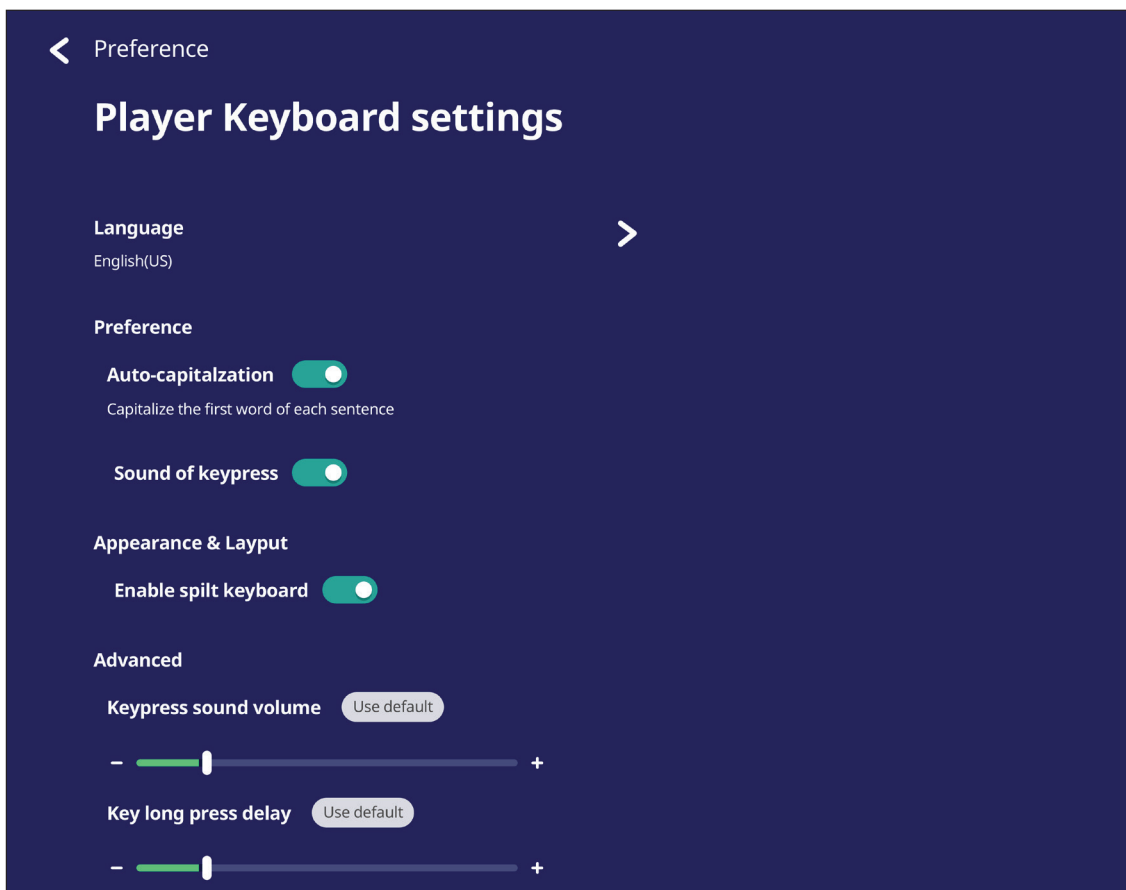 Preference
Player Keyboard settings
Language
English(US)
Preference
Auto-capitalzation
Capitalize the first word of each sentence
Sound of keypress
Appearance & Layput
Enable spilt keyboard
Advanced
Keypress sound volume Use default
- +
Key long press delay Use default
- +